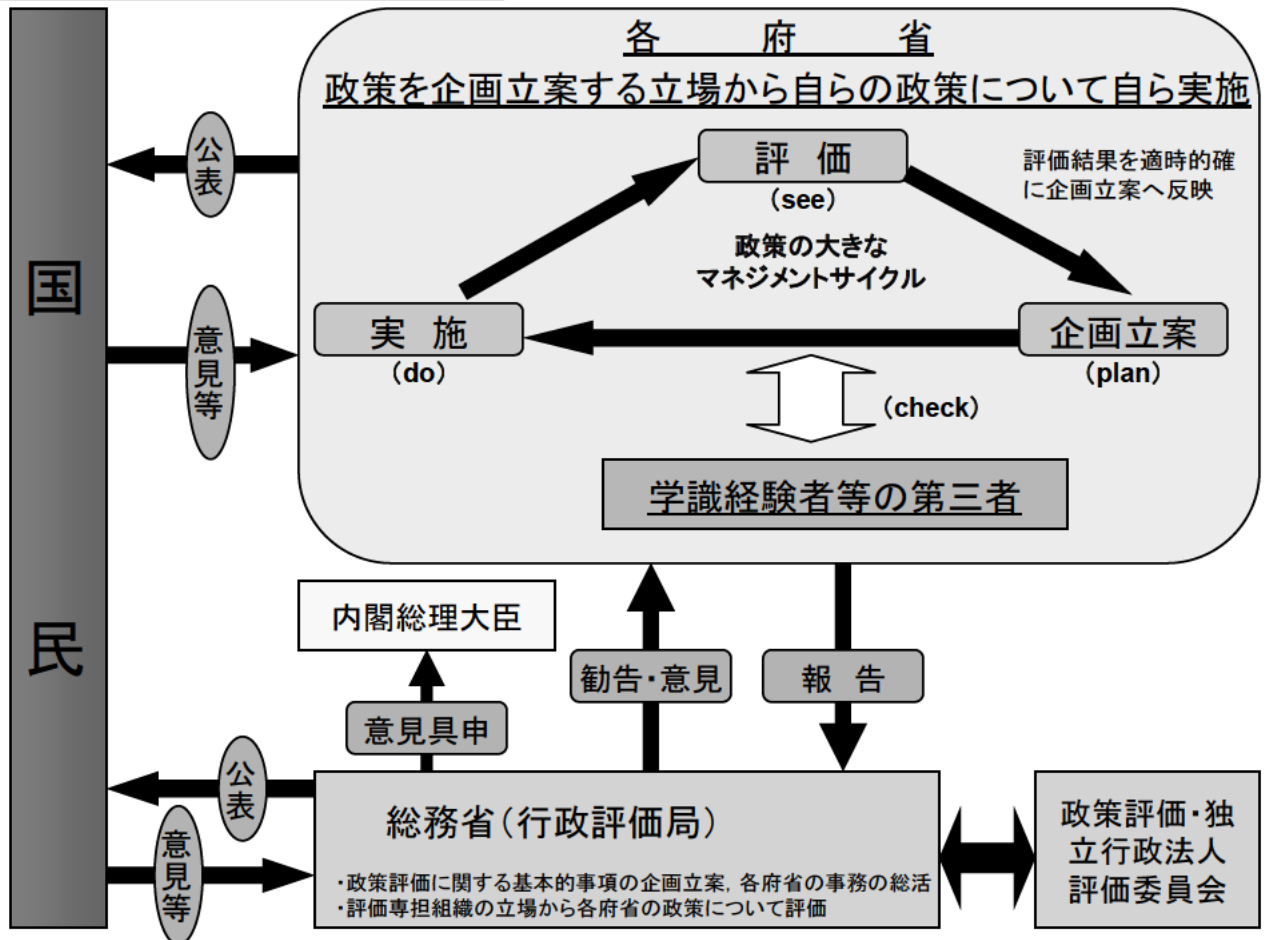 各府省
政策を企画立案する立場から自らの政策について自ら実施
公表
評価
(see)
評価結果を適時的確
に企画立案へ反映
政策の大きな
マネジメントサイクル
国民
意見等
実施
(do)
企画立案
(plan)
(check)
学識経験者等の第三者
内閣総理大臣
勧告・意見
報告
意見具申
公表
意見等
総務省(行政評価局)
・政策評価に関する基本的事項の企画立案,各府省の事務の総活
・評価専担組織の立場から各府省の政策について評価
政策評価・独
立行政法人
評価委員会